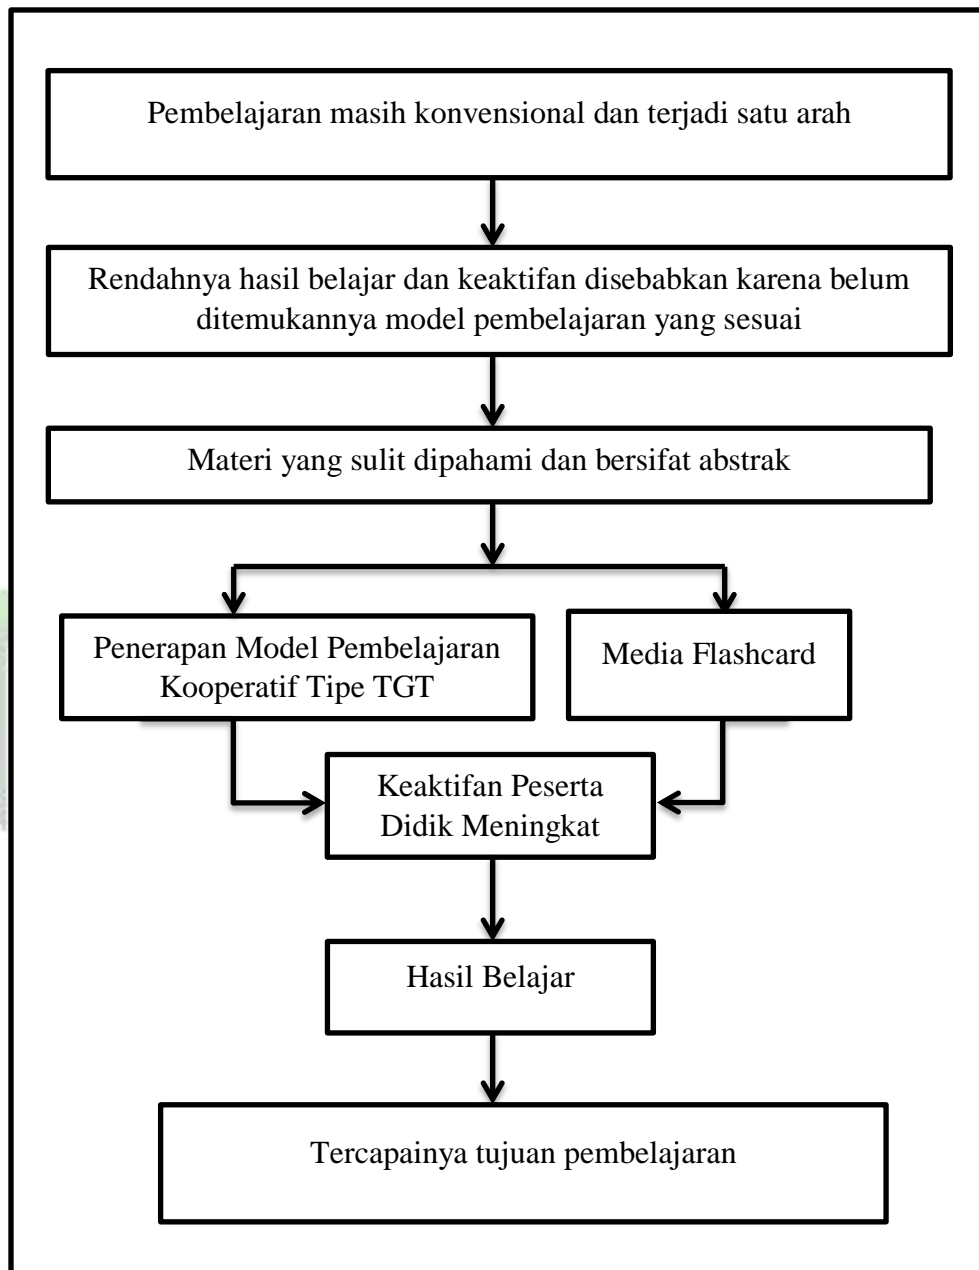 Pembelajaran masih konvensional dan terjadi satu arah
Rendahnya hasil belajar dan keaktifan disebabkan karena belum
ditemukannya model pembelajaran yang sesuai
Materi yang sulit dipahami dan bersifat abstrak
Penerapan Model Pembelajaran
Kooperatif Tipe TGT
Media Flashcard
Keaktifan Peserta
Didik Meningkat
Hasil Belajar
Tercapainya tujuan pembelajaran